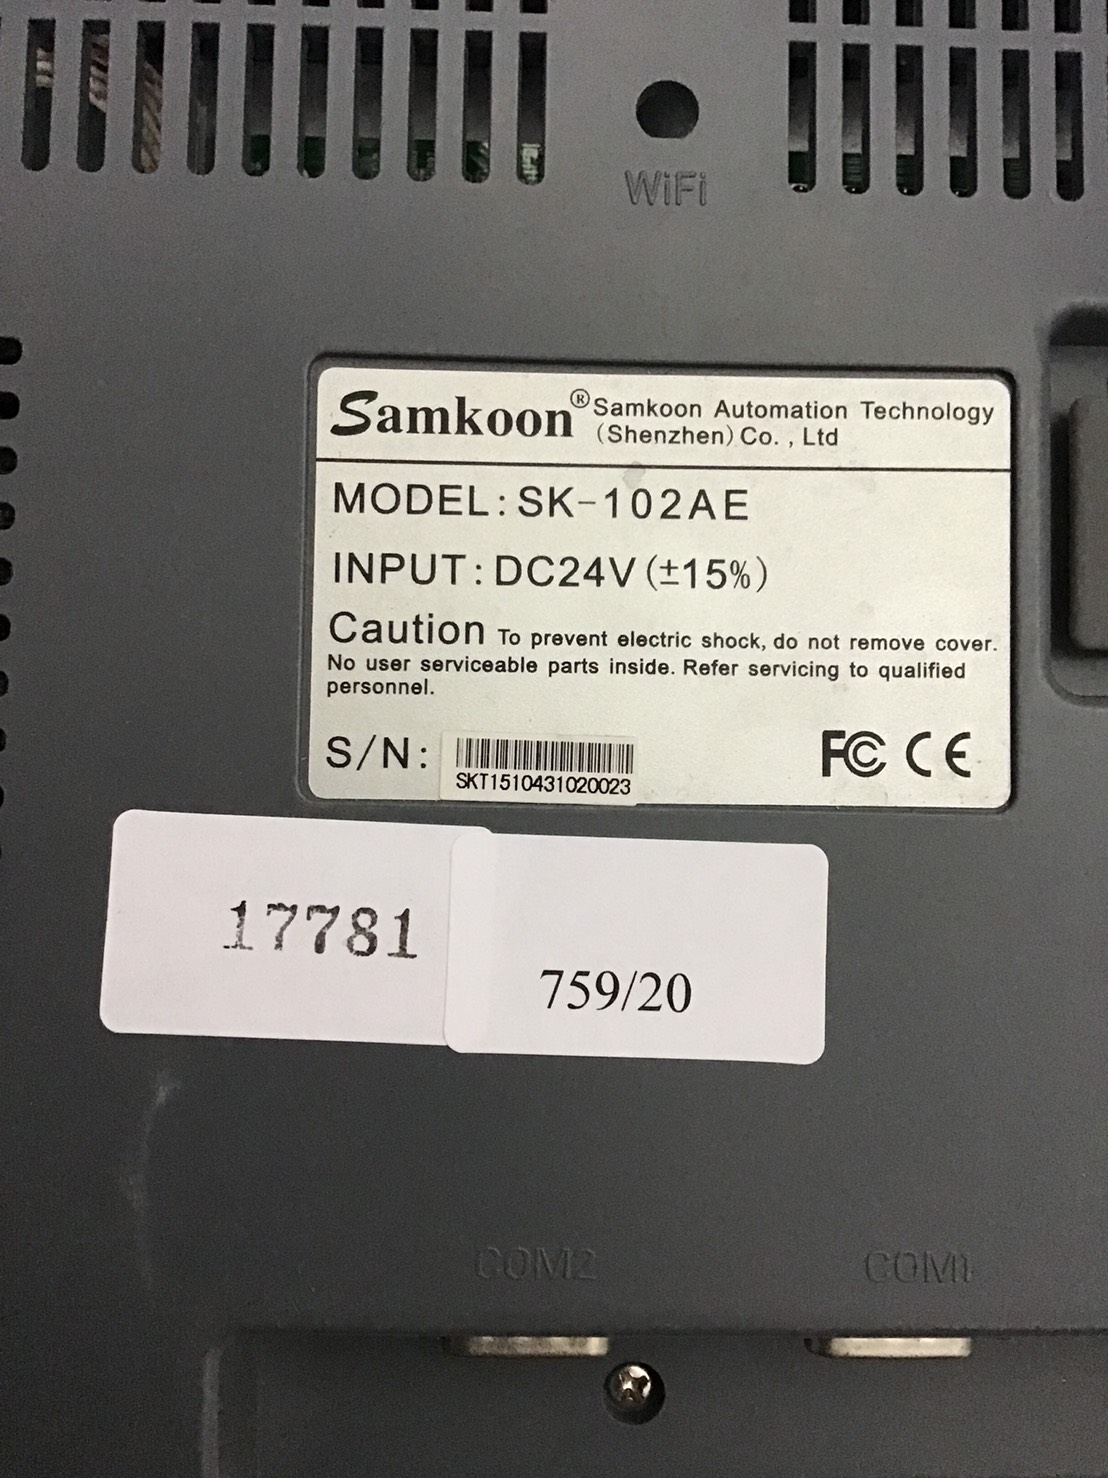 WiFi
Samkoon® Samkoon Automation Technology
(Shenzhen) Co. , Ltd
MODEL: SK-102AE
INPUT: DC24V (±15%)
Caution To prevent electric shock, do not remove cover.
No user serviceable parts inside. Refer servicing to qualified
personnel.
S/N:
SKT1510431020023
FC CE
17781
759/20
COM2 COM1